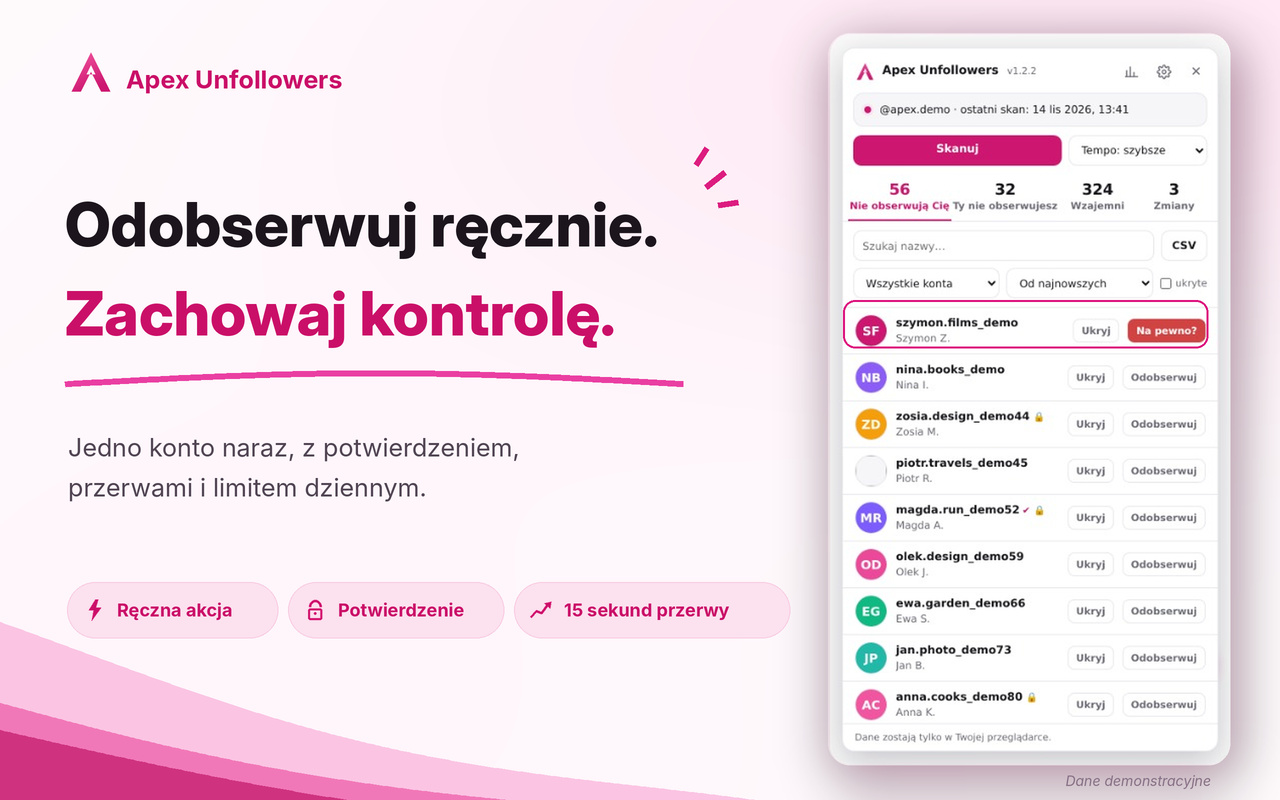 Apex Unfollowers
Odobserwuj ręcznie.
Zachowaj kontrolę.
Jedno konto naraz, z potwierdzeniem,
przerwami i limitem dziennym.
Ręczna akcja
Potwierdzenie
15 sekund przerwy
Apex Unfollowers v1.2.2
@apex.demo · ostatni skan: 14 lis 2026, 13:41
Skanuj
Tempo: szybsze
56 32 324 3
Nie obserwują Cię Ty nie obserwujesz Wzajemni Zmiany
Szukaj nazwy...
CSV
Wszystkie konta
Od najnowszych
ukryte
SF
szymon.films_demo
Szymon Z.
Ukryj
Na pewno?
NB
nina.books_demo
Nina I.
Ukryj
Odobserwuj
ZD
zosia.design_demo44
Zosia M.
Ukryj
Odobserwuj
piotr.travels_demo45
Piotr R.
Ukryj
Odobserwuj
MR
magda.run_demo52
Magda A.
Ukryj
Odobserwuj
OD
olek.design_demo59
Olek J.
Ukryj
Odobserwuj
EG
ewa.garden_demo66
Ewa S.
Ukryj
Odobserwuj
JP
jan.photo_demo73
Jan B.
Ukryj
Odobserwuj
AC
anna.cooks_demo80
Anna K.
Ukryj
Odobserwuj
Dane zostają tylko w Twojej przeglądarce.
Dane demonstracyjne